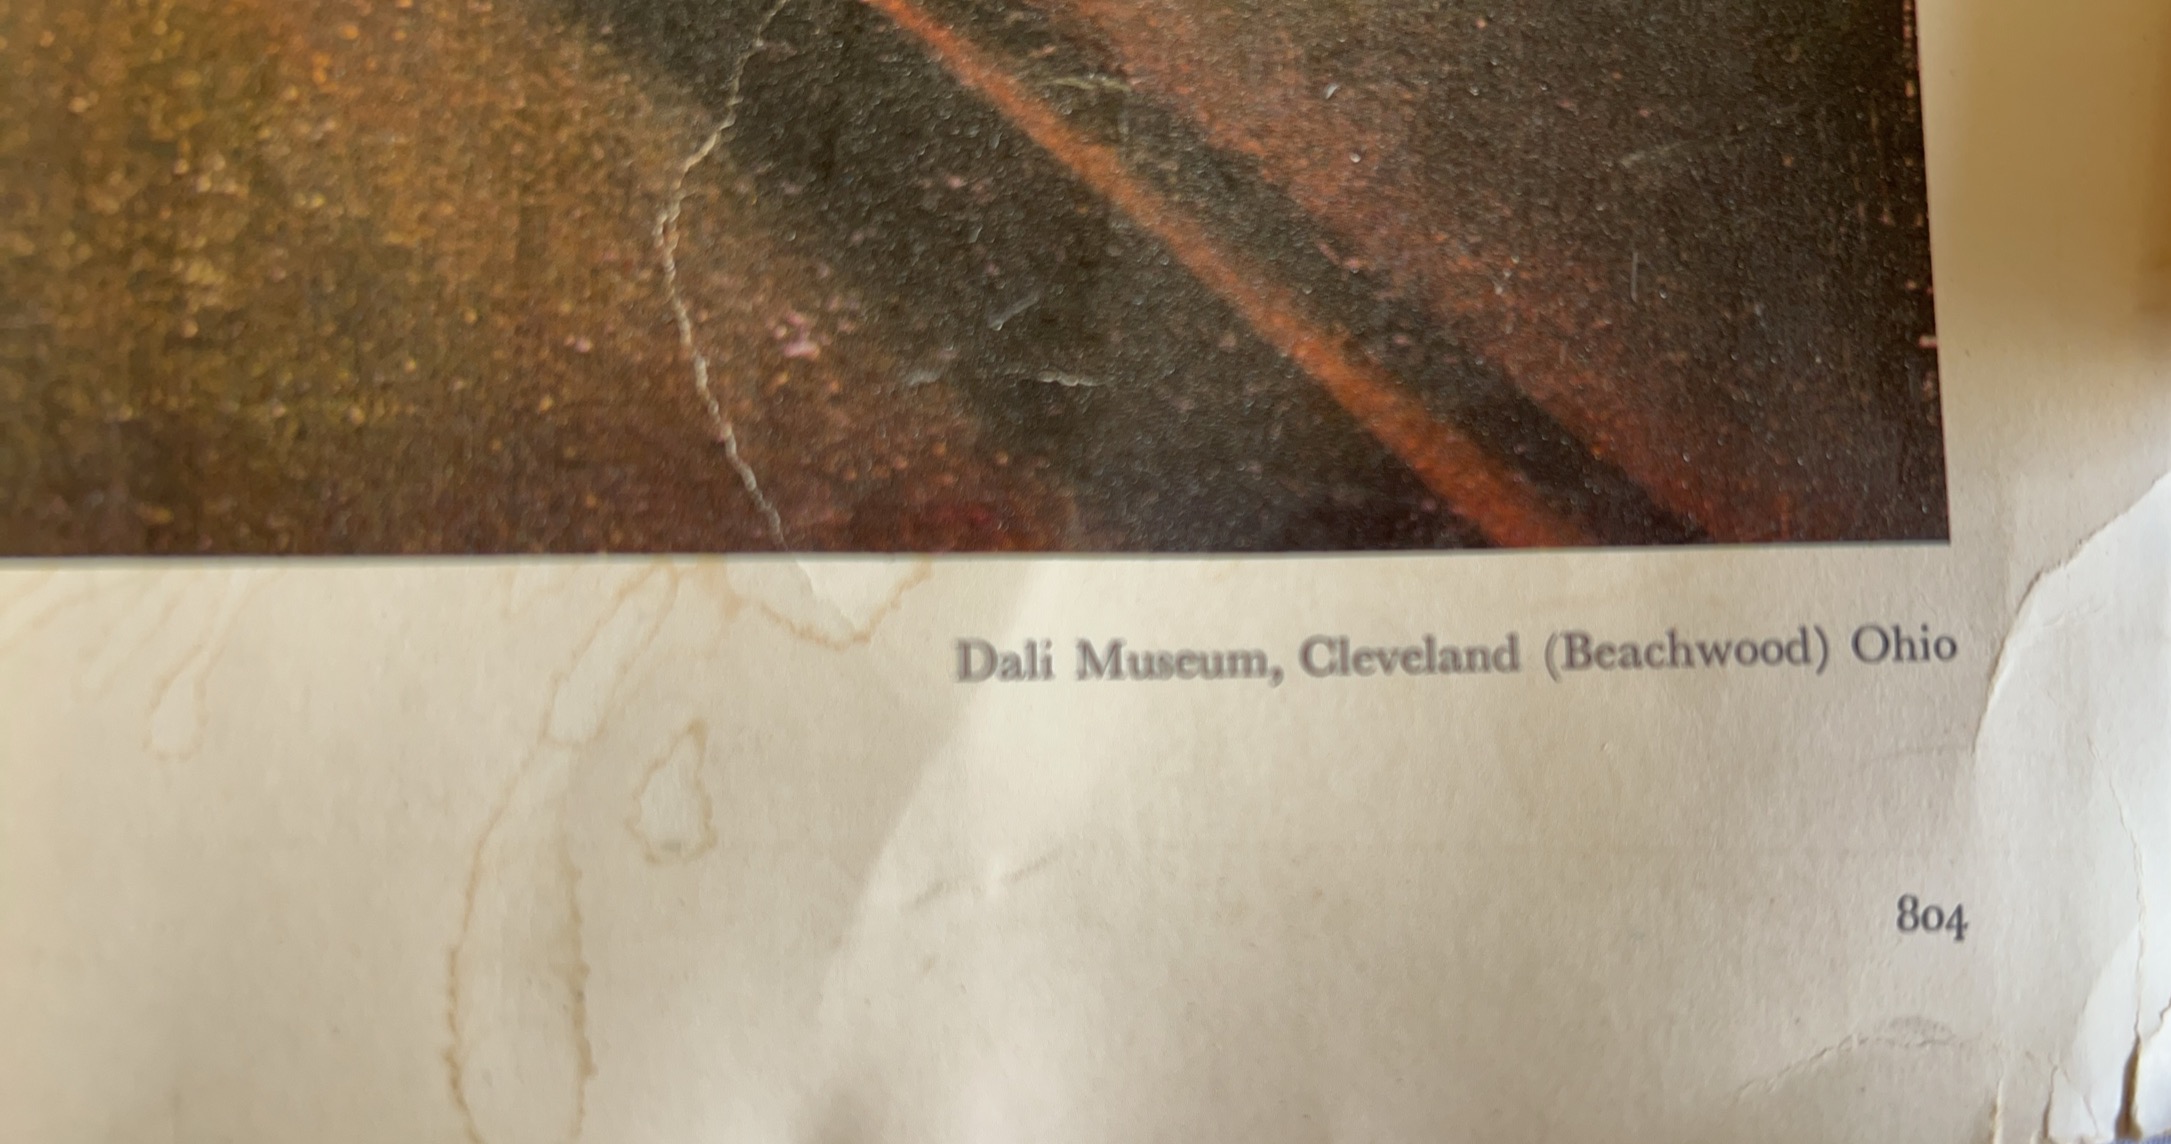 Dali Museum, Cleveland (Beachwood) Ohio
804